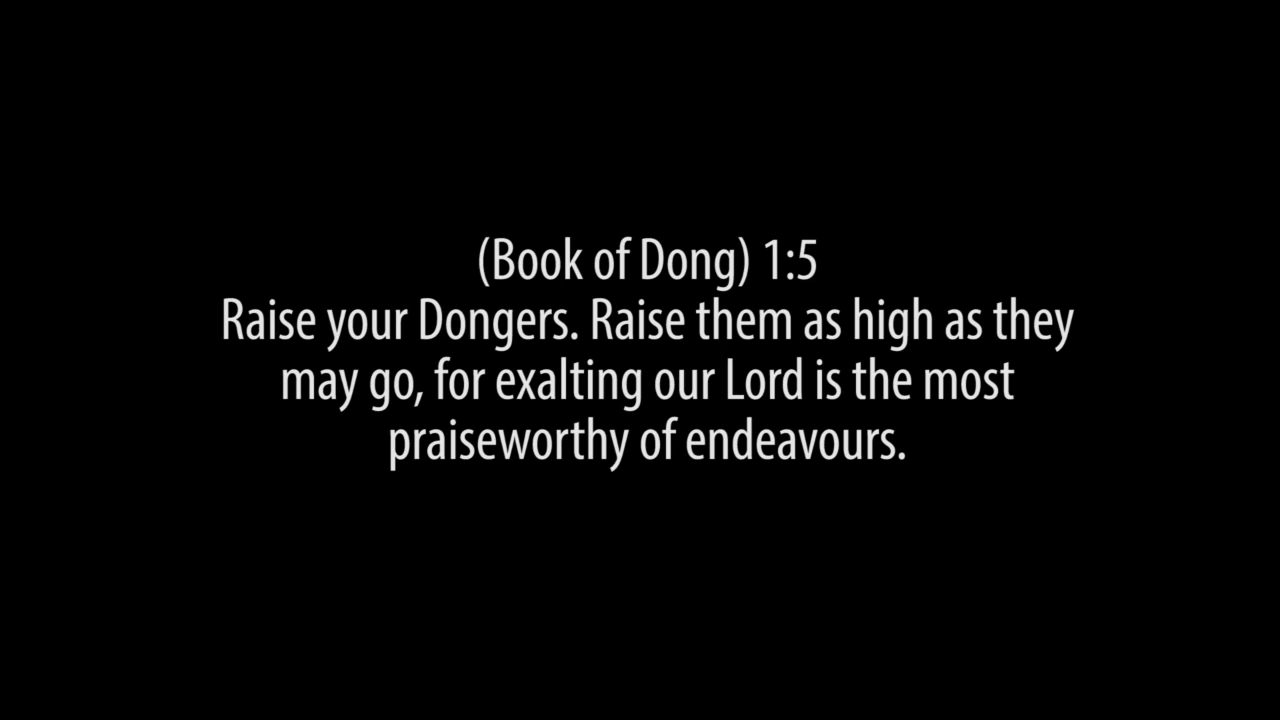 (Book of Dong) 1:5
Raise your Dongers. Raise them as high as they
may go, for exalting our Lord is the most
praiseworthy of endeavours.